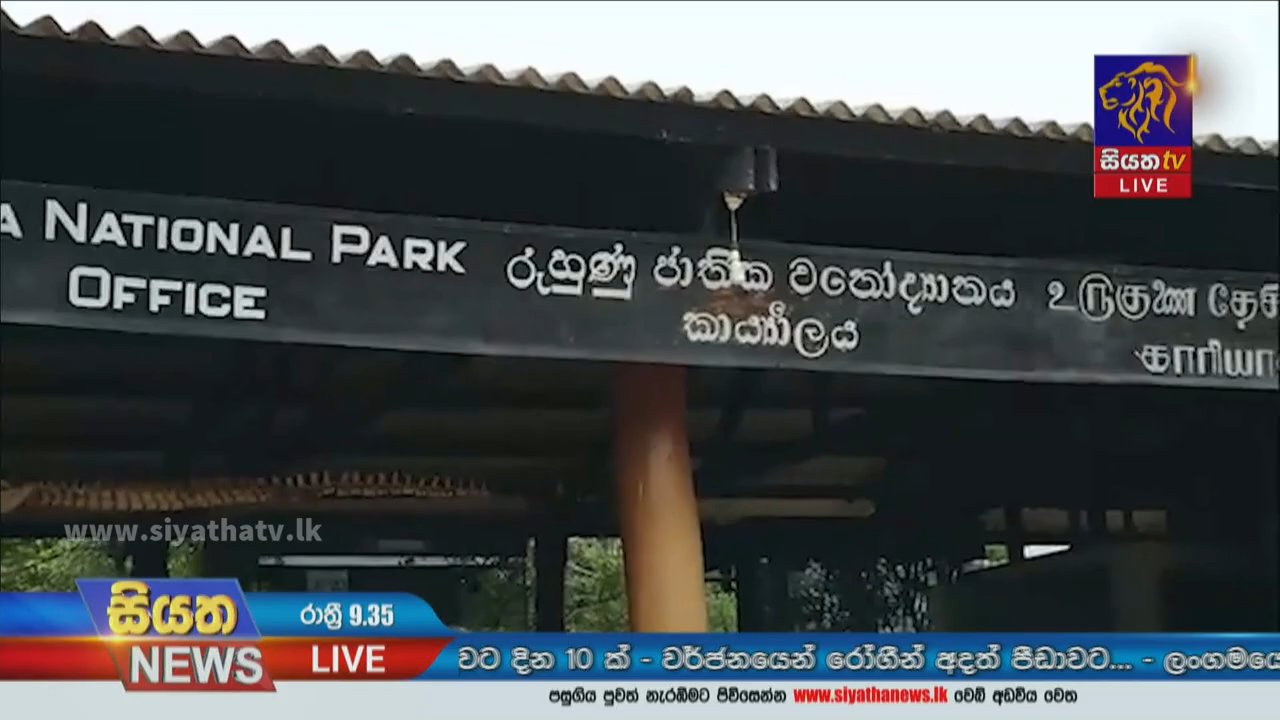 සියත tv
LIVE
A NATIONAL PARK
OFFICE
රුහුණු ජාතික වනෝද්‍යානය
කාර්යාලය
உருகுணை தேசி
காரியா
www.siyathatv.lk
සියත
NEWS
රාත්‍රී 9.35
LIVE
වට දින 10 ක් - වර්ජනයෙන් රෝගීන් අදත් පීඩාවට... - ලංගමයෙ
පසුගිය පුවත් නැරඹීමට පිවිසෙන්න www.siyathanews.lk වෙබ් අඩවිය වෙත